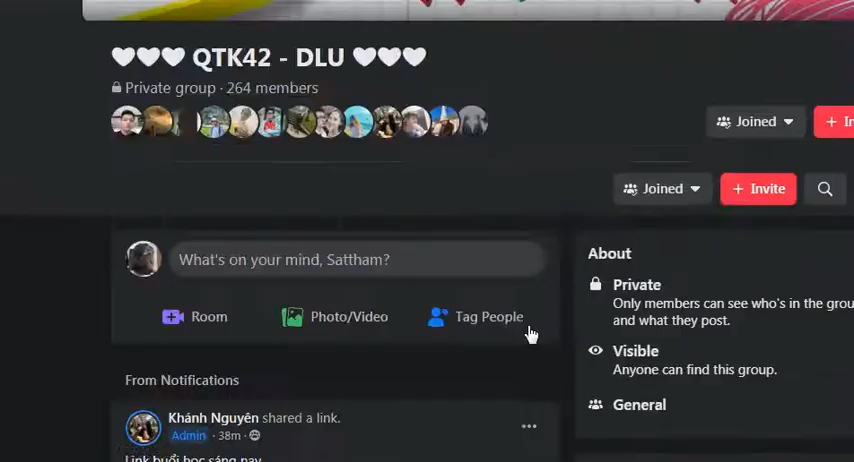 🤍🤍🤍 QTK42 - DLU 🤍🤍🤍
Private group · 264 members
Joined
+
Joined
+ Invite
What's on your mind, Sattham?
Room
Photo/Video
Tag People
About
Private
Only members can see who's in the
and what they post.
Visible
Anyone can find this group.
General
From Notifications
Khánh Nguyên shared a link.
Admin · 38m ·
Link buổi học sáng nay